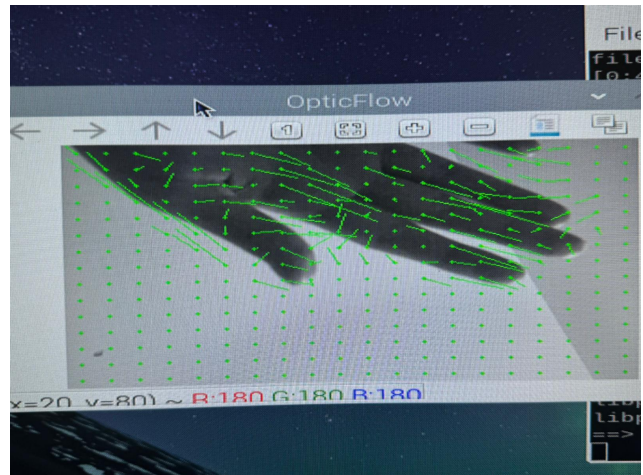 File
file
[0:
OpticFlow
x=20, y=80) ~ R:180 G:180 B:180
libp
libp
==>